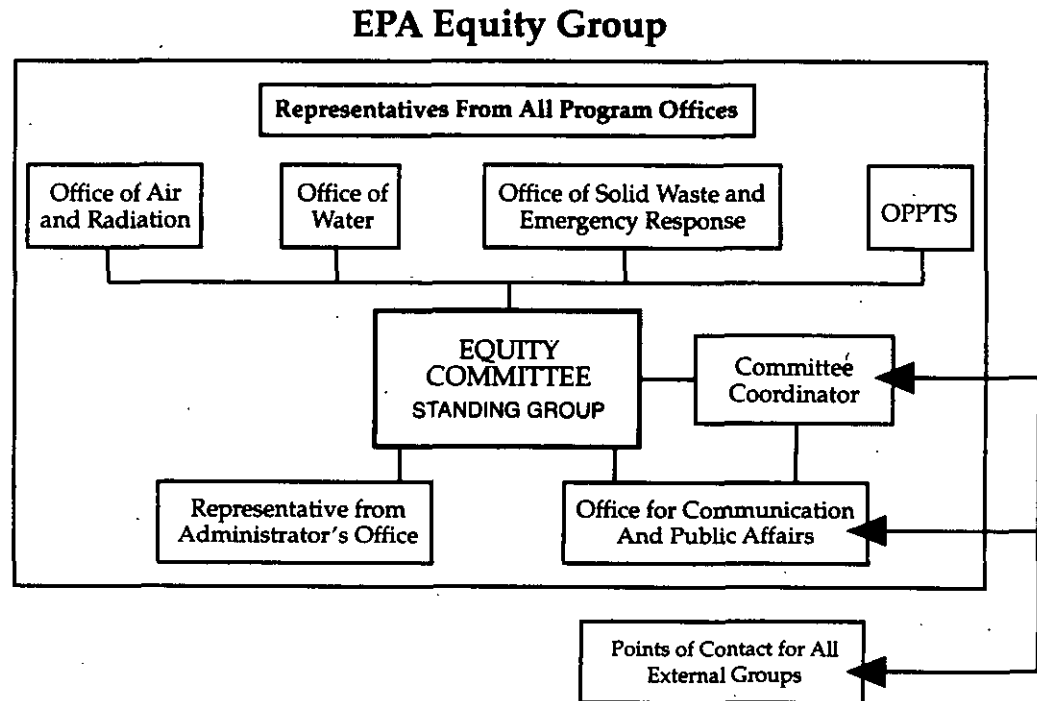 EPA Equity Group
Representatives From All Program Offices
Office of Air
and Radiation
Office of
Water
Office of Solid Waste and
Emergency Response
OPPTS
EQUITY
COMMITTEE
STANDING GROUP
Committee
Coordinator
Representative from
Administrator's Office
Office for Communication
And Public Affairs
Points of Contact for All
External Groups